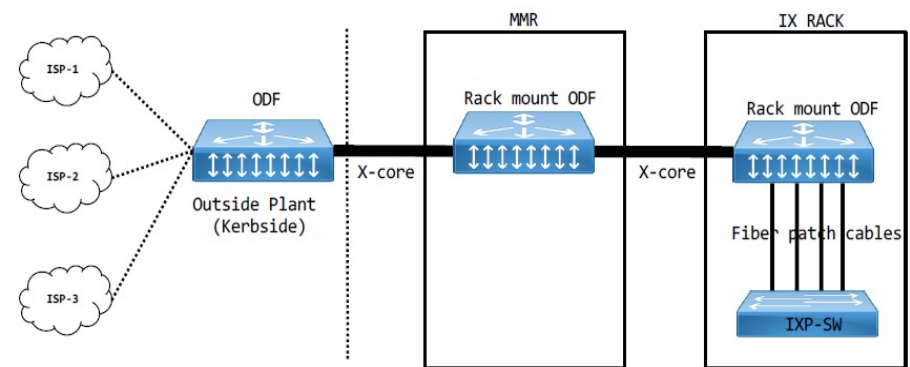 MMR
IX RACK
ISP-1
ODF
Rack mount ODF
Rack mount ODF
ISP-2
X-core
X-core
Outside Plant
(Kerbside)
Fiber patch cables
ISP-3
IXP-SW